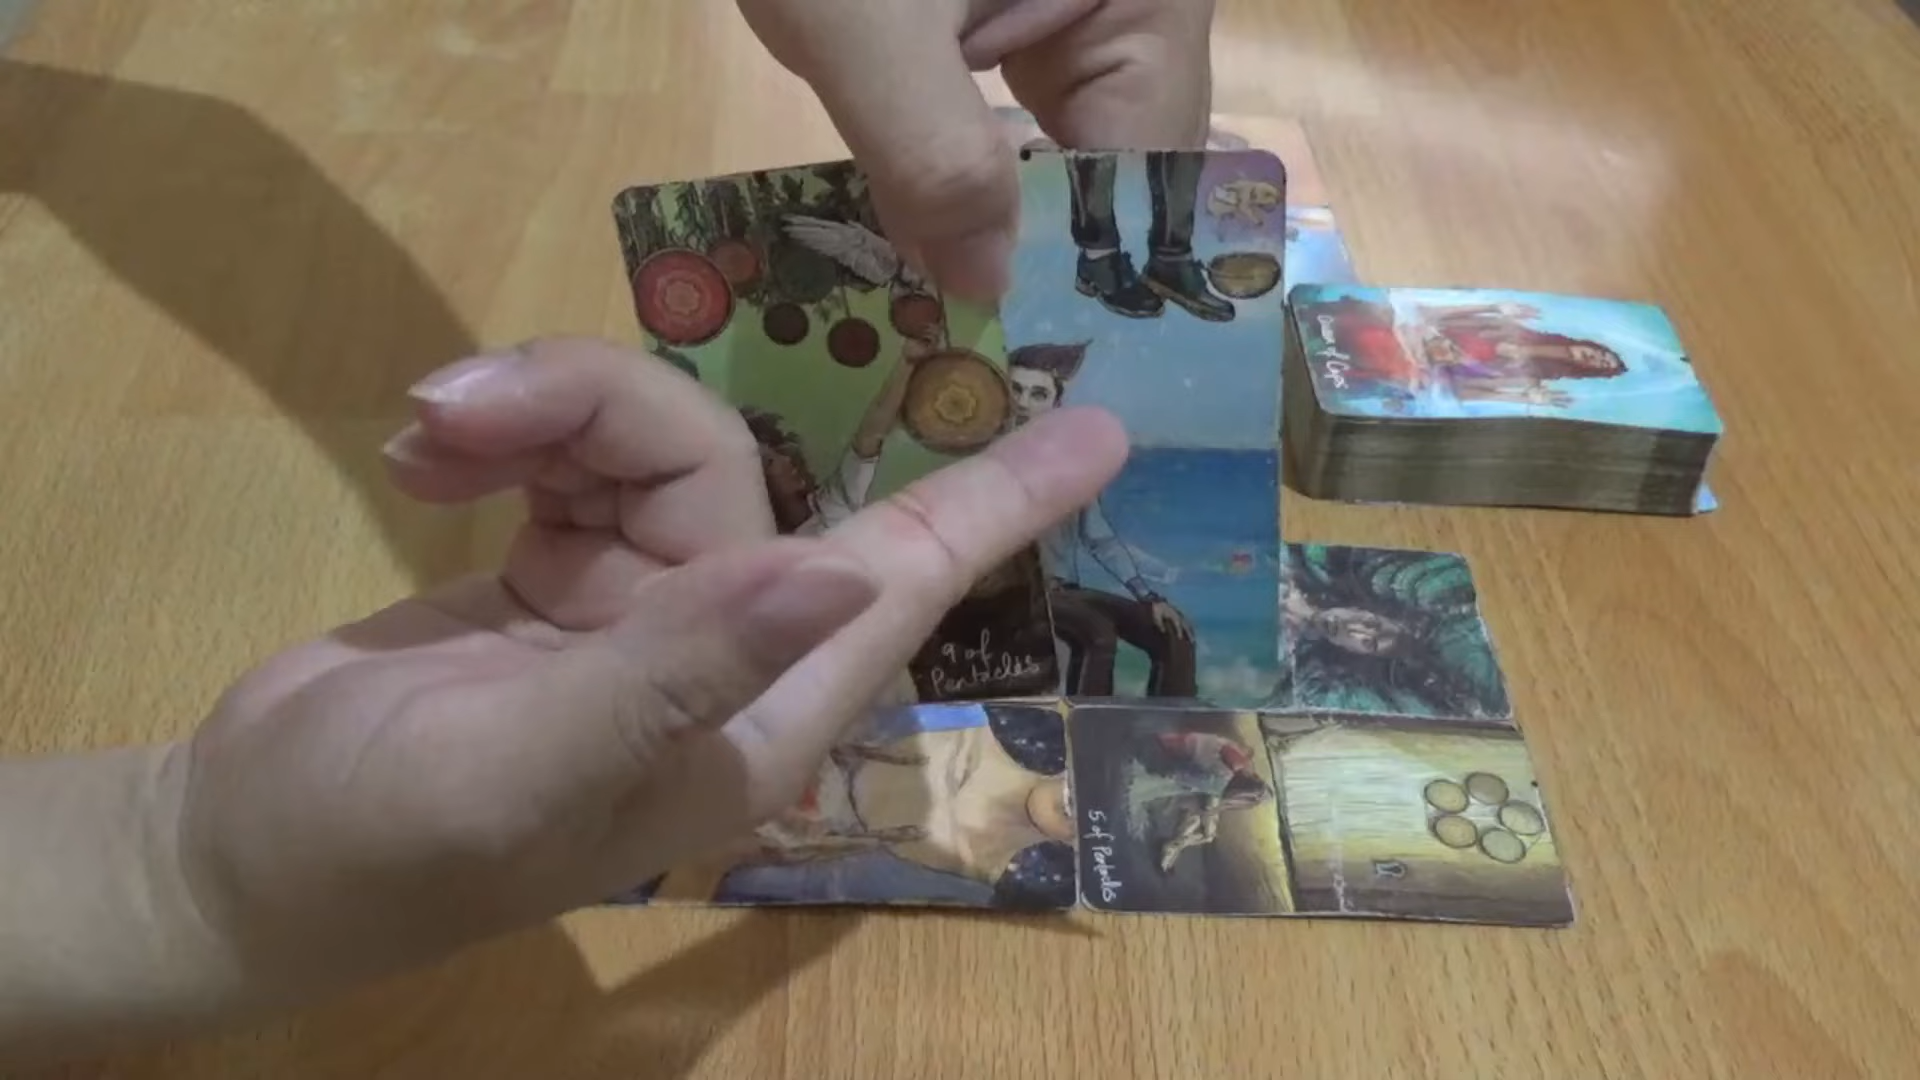 Queen of Cups
9 of
Pentacles
5 of Pentacles